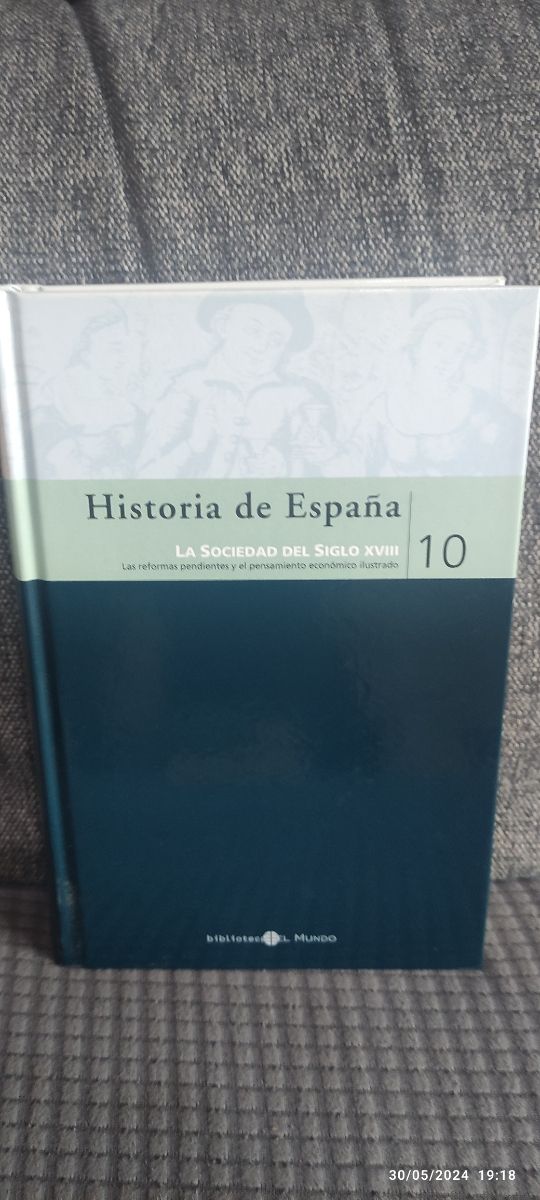 Historia de España
LA SOCIEDAD DEL SIGLO XVIII
Las reformas pendientes y el pensamiento económico ilustrado
10
biblioteca EL MUNDO
30/05/2024 19:18